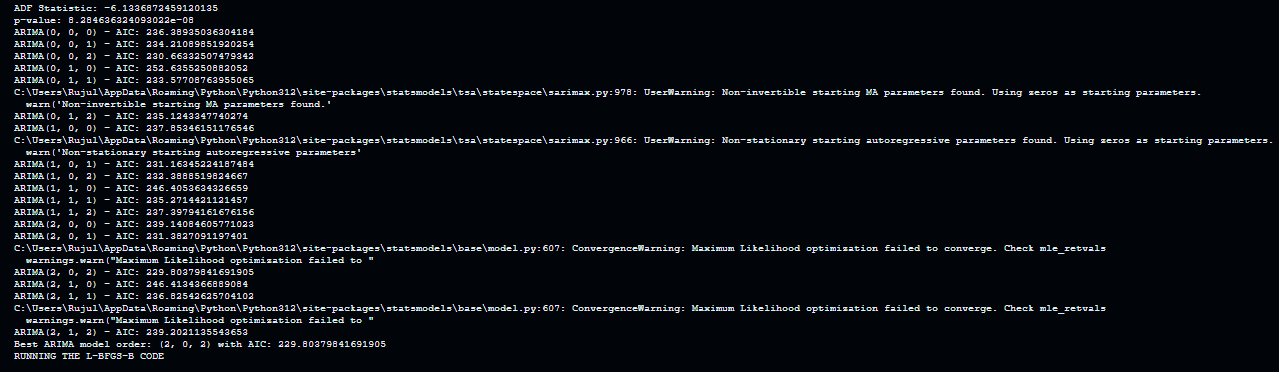 ADF Statistic: -6.1336872459120135
p-value: 8.284636324093022e-08
ARIMA(0, 0, 0) - AIC: 236.38935036304184
ARIMA(0, 0, 1) - AIC: 234.21089851920254
ARIMA(0, 0, 2) - AIC: 230.66332507479342
ARIMA(0, 1, 0) - AIC: 252.6355250882052
ARIMA(0, 1, 1) - AIC: 233.57708763955065
C:\Users\Rujul\AppData\Roaming\Python\Python312\site-packages\statsmodels\tsa\statespace\sarimax.py:978: UserWarning: Non-invertible starting MA parameters found. Using zeros as starting parameters.
  warn('Non-invertible starting MA parameters found.'
ARIMA(0, 1, 2) - AIC: 235.1243347740274
ARIMA(1, 0, 0) - AIC: 237.85346151176546
C:\Users\Rujul\AppData\Roaming\Python\Python312\site-packages\statsmodels\tsa\statespace\sarimax.py:966: UserWarning: Non-stationary starting autoregressive parameters found. Using zeros as starting parameters.
  warn('Non-stationary starting autoregressive parameters'
ARIMA(1, 0, 1) - AIC: 231.16345224187484
ARIMA(1, 0, 2) - AIC: 232.3888519824667
ARIMA(1, 1, 0) - AIC: 246.4053634326659
ARIMA(1, 1, 1) - AIC: 235.2714421121457
ARIMA(1, 1, 2) - AIC: 237.39794161676156
ARIMA(2, 0, 0) - AIC: 239.14084605771023
ARIMA(2, 0, 1) - AIC: 231.3827091197401
C:\Users\Rujul\AppData\Roaming\Python\Python312\site-packages\statsmodels\base\model.py:607: ConvergenceWarning: Maximum Likelihood optimization failed to converge. Check mle_retvals
  warnings.warn("Maximum Likelihood optimization failed to "
ARIMA(2, 0, 2) - AIC: 229.80379841691905
ARIMA(2, 1, 0) - AIC: 246.4134366889084
ARIMA(2, 1, 1) - AIC: 236.82542625704102
C:\Users\Rujul\AppData\Roaming\Python\Python312\site-packages\statsmodels\base\model.py:607: ConvergenceWarning: Maximum Likelihood optimization failed to converge. Check mle_retvals
  warnings.warn("Maximum Likelihood optimization failed to "
ARIMA(2, 1, 2) - AIC: 239.2021135543653
Best ARIMA model order: (2, 0, 2) with AIC: 229.80379841691905
RUNNING THE L-BFGS-B CODE